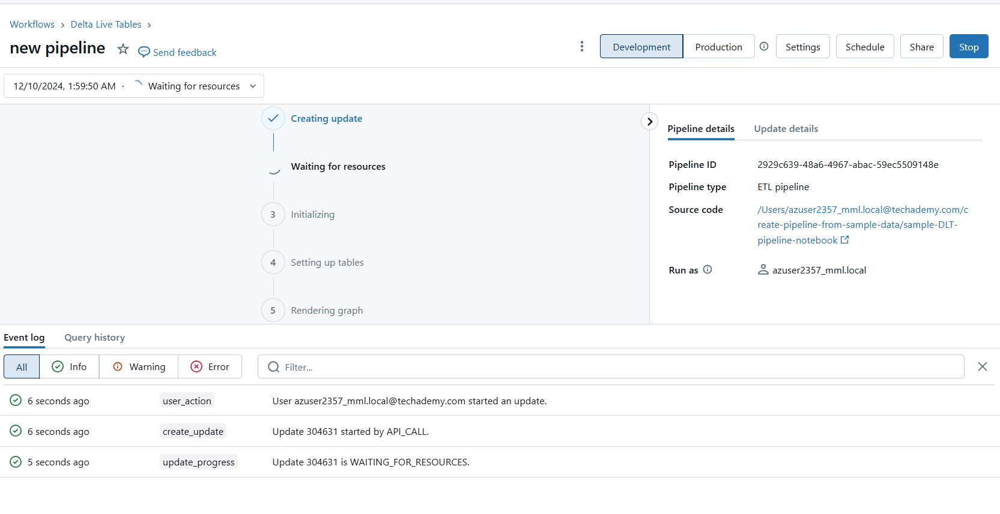 Workflows > Delta Live Tables >
new pipeline Send feedback
Development Production Settings Schedule Share Stop
12/10/2024, 1:59:50 AM · Waiting for resources
Creating update
Waiting for resources
3 Initializing
4 Setting up tables
5 Rendering graph
Pipeline details Update details
Pipeline ID 2929c639-48a6-4967-abac-59ec5509148e
Pipeline type ETL pipeline
Source code /Users/azuser2357_mml.local@techademy.com/c
reate-pipeline-from-sample-data/sample-DLT-
pipeline-notebook
Run as azuser2357_mml.local
Event log Query history
All Info Warning Error Filter...
6 seconds ago user_action User azuser2357_mml.local@techademy.com started an update.
6 seconds ago create_update Update 304631 started by API_CALL.
5 seconds ago update_progress Update 304631 is WAITING_FOR_RESOURCES.